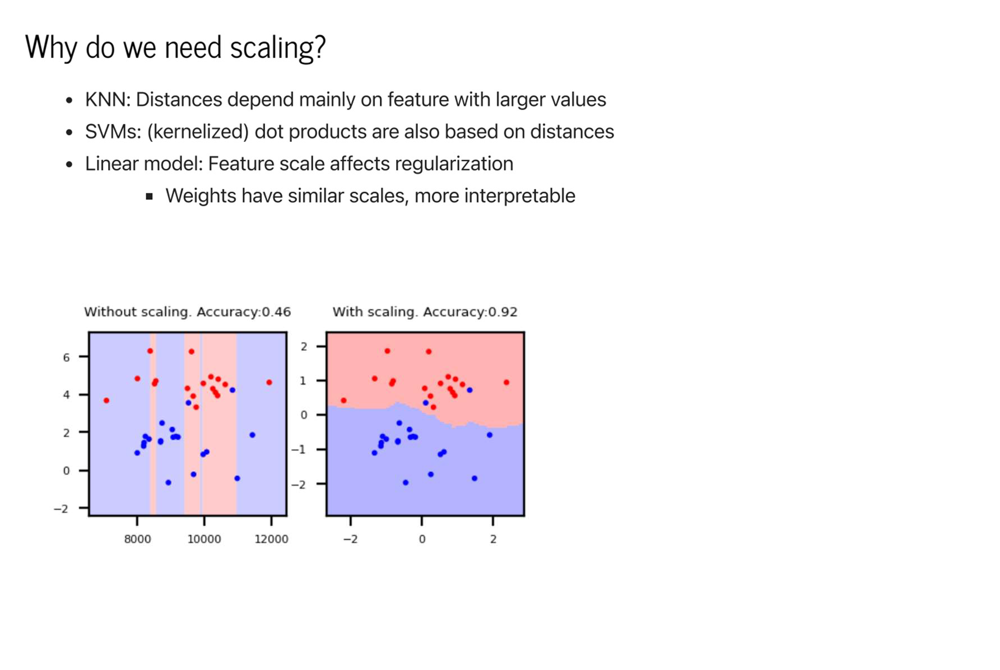 Why do we need scaling?
• KNN: Distances depend mainly on feature with larger values
• SVMs: (kernelized) dot products are also based on distances
• Linear model: Feature scale affects regularization
▪ Weights have similar scales, more interpretable
Without scaling. Accuracy:0.46
6
4
2
0
−2
8000 10000 12000
With scaling. Accuracy:0.92
2
1
0
−1
−2
−2 0 2